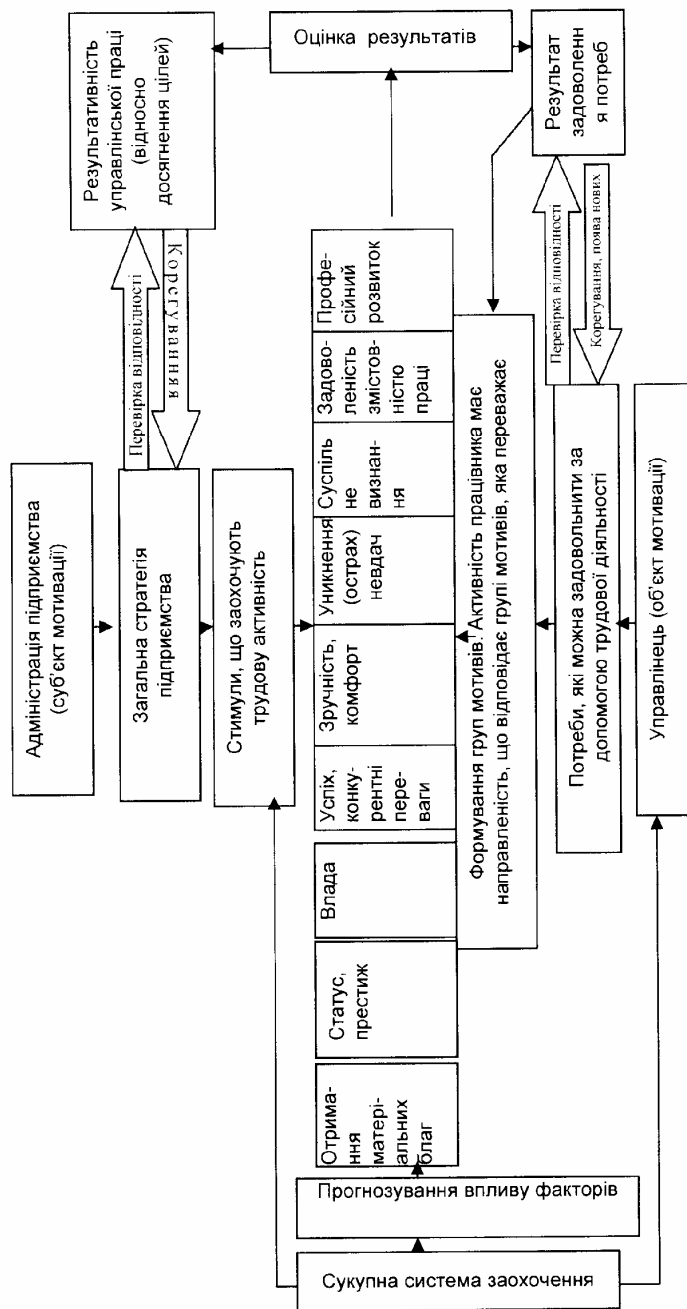 Адміністрація підприємства
(суб'єкт мотивації)
Загальна стратегія
підприємства
Перевірка відповідності
Корегування
Результативність
управлінської праці
(відносно
досягнення цілей)
Стимули, що заохочують
трудову активність
Оцінка результатів
Сукупна система заохочення
Прогнозування впливу факторів
Отрима-
ння
матері-
альних
благ
Статус,
престиж
Влада
Успіх,
конку-
рентні
пере-
ваги
Зручність,
комфорт
Уникнення
(острах)
невдач
Суспіль
не
визнан-
ня
Задово-
леність
змістов-
ністю
праці
Профе-
сійний
розвиток
Формування груп мотивів. Активність працівника має
направленість, що відповідає групі мотивів, яка переважає
Результат
задоволенн
я потреб
Перевірка відповідності
Корегування, поява нових
Потреби, які можна задовольнити за
допомогою трудової діяльності
Управлінець (об'єкт мотивації)